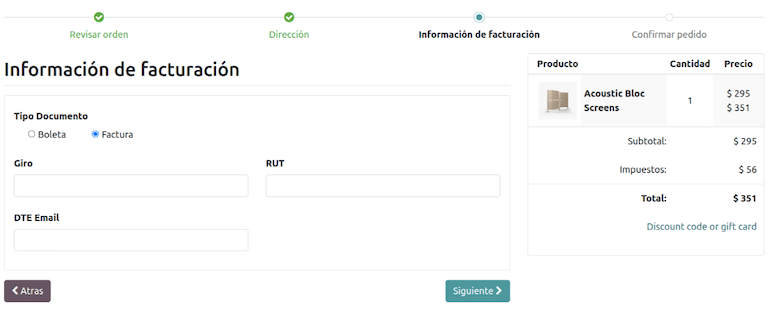 Revisar orden
Dirección
Información de facturación
Confirmar pedido
Información de facturación
Tipo Documento
Boleta
Factura
Giro
RUT
DTE Email
Atras
Siguiente
Producto Cantidad Precio
Acoustic Bloc Screens
1
$ 295
$ 351
Subtotal: $ 295
Impuestos: $ 56
Total: $ 351
Discount code or gift card